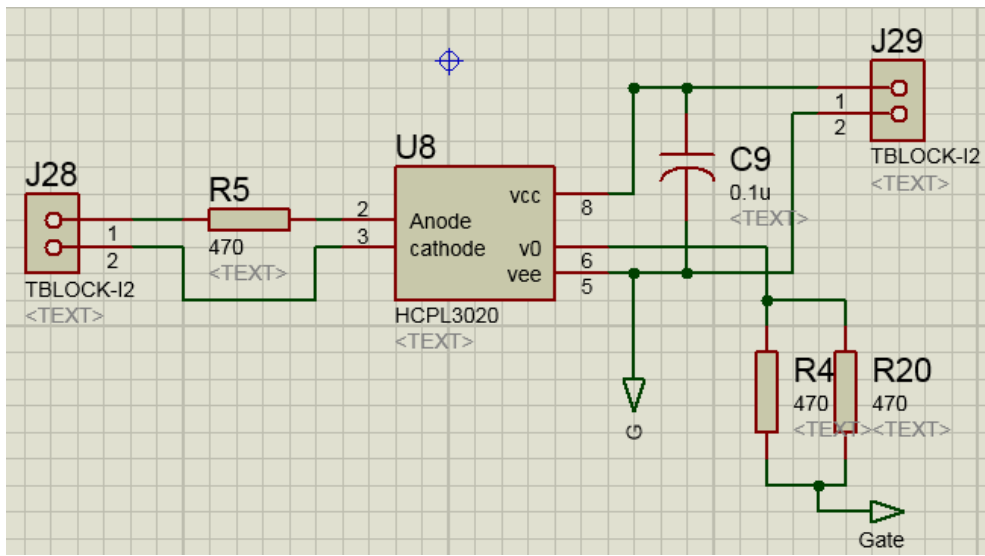 J29
1
2
TBLOCK-I2
<TEXT>
C9
0.1u
<TEXT>
U8
vcc
8
Anode
cathode
v0
6
vee
5
2
3
HCPL3020
<TEXT>
J28
1
2
TBLOCK-I2
<TEXT>
R5
470
<TEXT>
G
R4
470
<TEXT>
R20
470
<TEXT>
Gate